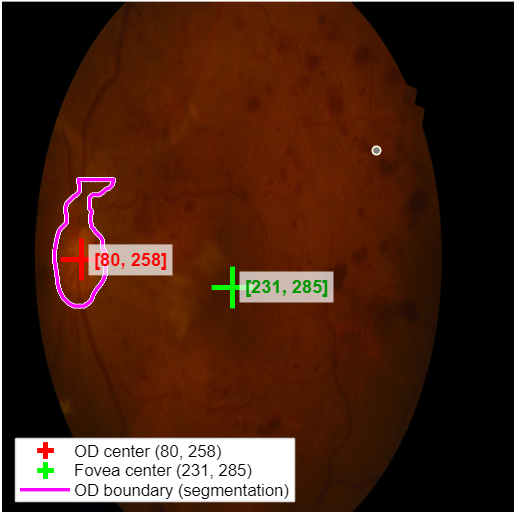 [80, 258]
[231, 285]
OD center (80, 258)
Fovea center (231, 285)
OD boundary (segmentation)